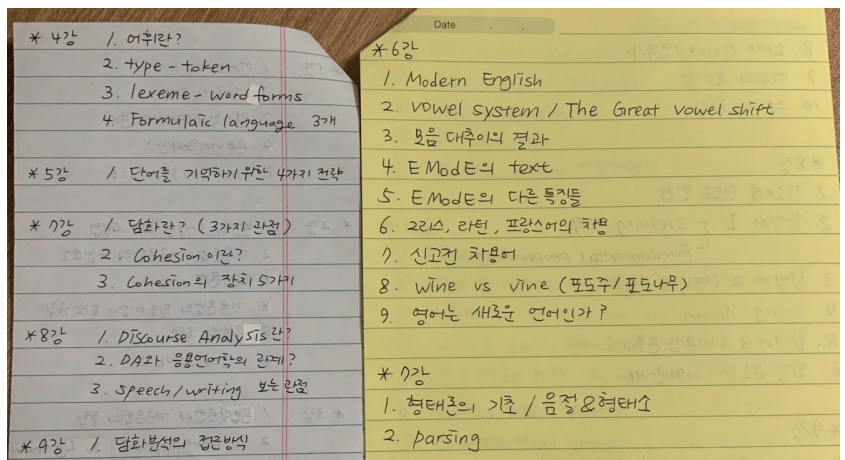 * 4강 1. 어휘란?
2. type - token
3. lexeme - word forms
4. Formulaic language 3개
* 5강 1. 단어를 기억하기 위한 4가지 전략
* 7강 1. 담화란? (3가지 관점)
2. Cohesion이란?
3. Cohesion의 장치 5가지
* 8강 1. Discourse Analysis란?
2. DA와 응용언어학의 관계?
3. speech/writing 보는 관점
* 9강 1. 담화분석의 접근방식
Date . .
* 6강
1. Modern English
2. vowel system / The Great vowel shift
3. 모음 대추이의 결과
4. EModE의 text
5. EModE의 다른 특징들
6. 그리스, 라틴, 프랑스어의 차용
7. 신고전 차용어
8. wine vs vine (포도주/포도나무)
9. 영어는 새로운 언어인가?
* 7강
1. 형태론의 기초 / 음절&형태소
2. parsing